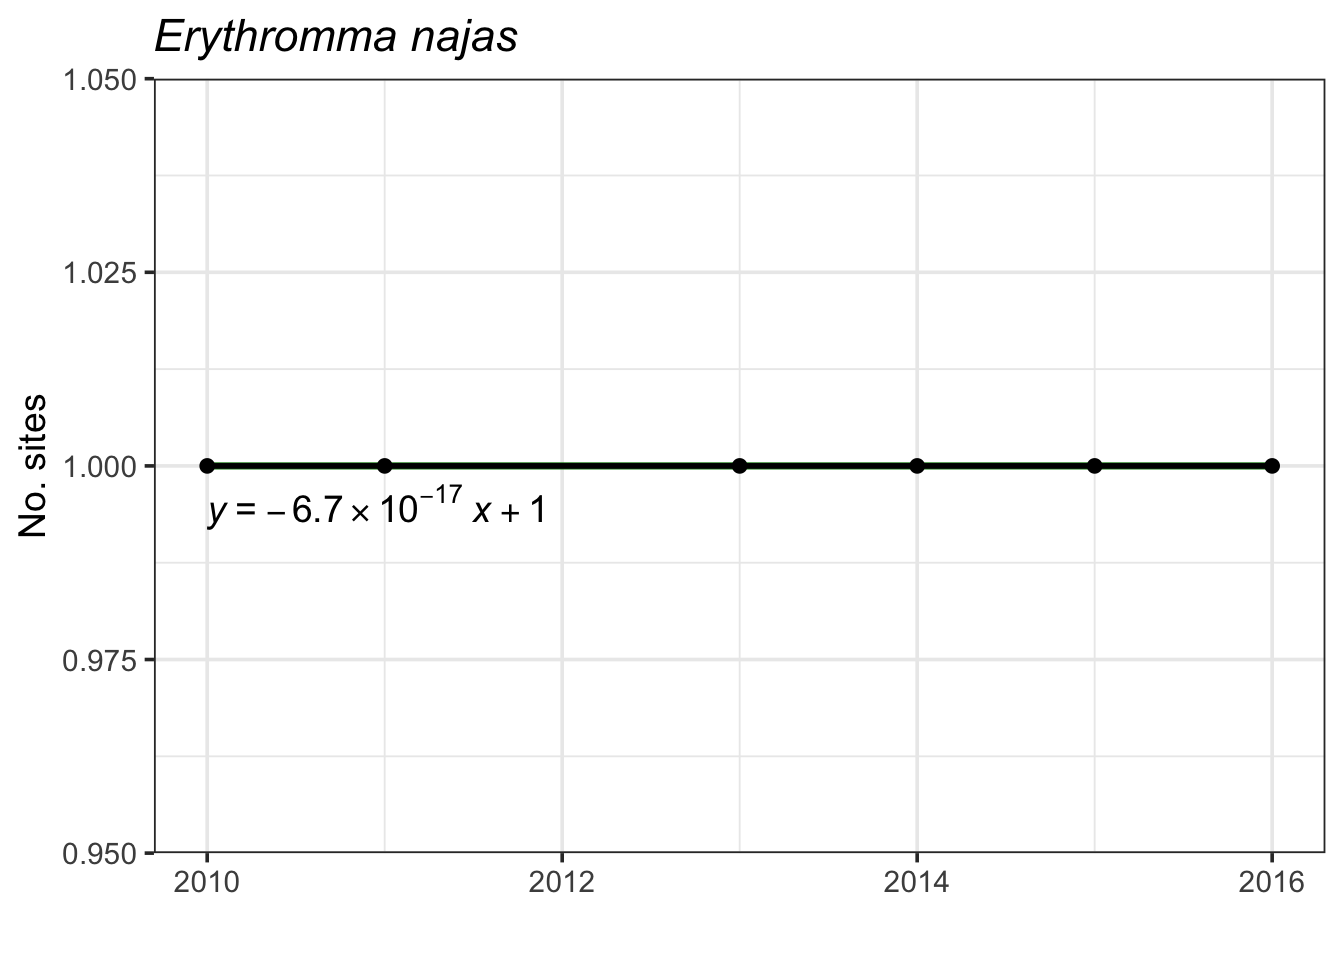 Erythromma najas
1.050
1.025
1.000
0.975
0.950
No. sites
y = − 6.7 × 10⁻¹⁷ x + 1
2010 2012 2014 2016